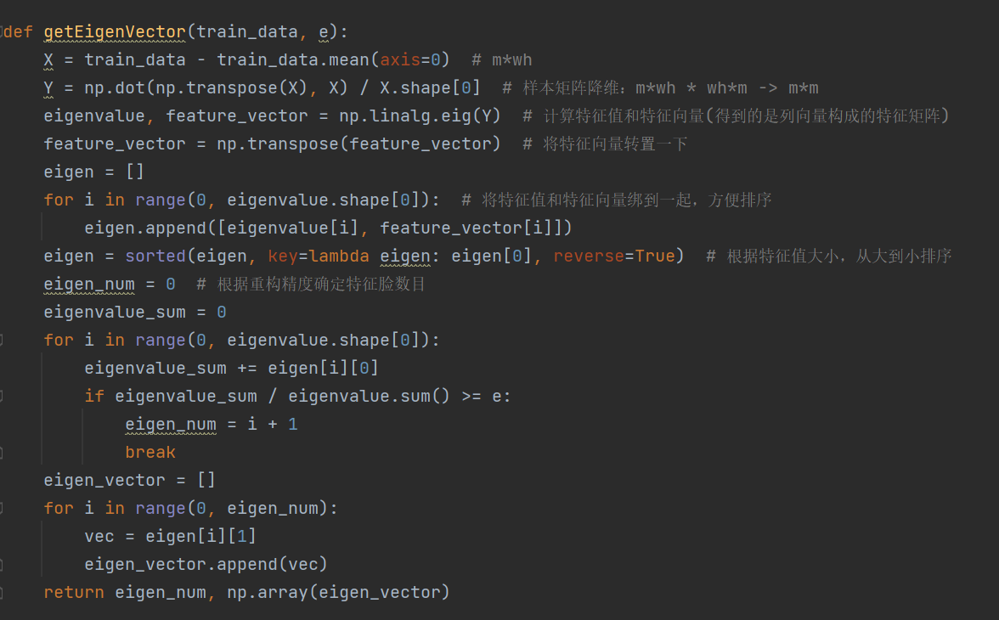 def getEigenVector(train_data, e):
    X = train_data - train_data.mean(axis=0)  # m*wh
    Y = np.dot(np.transpose(X), X) / X.shape[0]  # 样本矩阵降维：m*wh * wh*m -> m*m
    eigenvalue, feature_vector = np.linalg.eig(Y)  # 计算特征值和特征向量(得到的是列向量构成的特征矩阵)
    feature_vector = np.transpose(feature_vector)  # 将特征向量转置一下
    eigen = []
    for i in range(0, eigenvalue.shape[0]):  # 将特征值和特征向量绑到一起，方便排序
        eigen.append([eigenvalue[i], feature_vector[i]])
    eigen = sorted(eigen, key=lambda eigen: eigen[0], reverse=True)  # 根据特征值大小，从大到小排序
    eigen_num = 0  # 根据重构精度确定特征脸数目
    eigenvalue_sum = 0
    for i in range(0, eigenvalue.shape[0]):
        eigenvalue_sum += eigen[i][0]
        if eigenvalue_sum / eigenvalue.sum() >= e:
            eigen_num = i + 1
            break
    eigen_vector = []
    for i in range(0, eigen_num):
        vec = eigen[i][1]
        eigen_vector.append(vec)
    return eigen_num, np.array(eigen_vector)